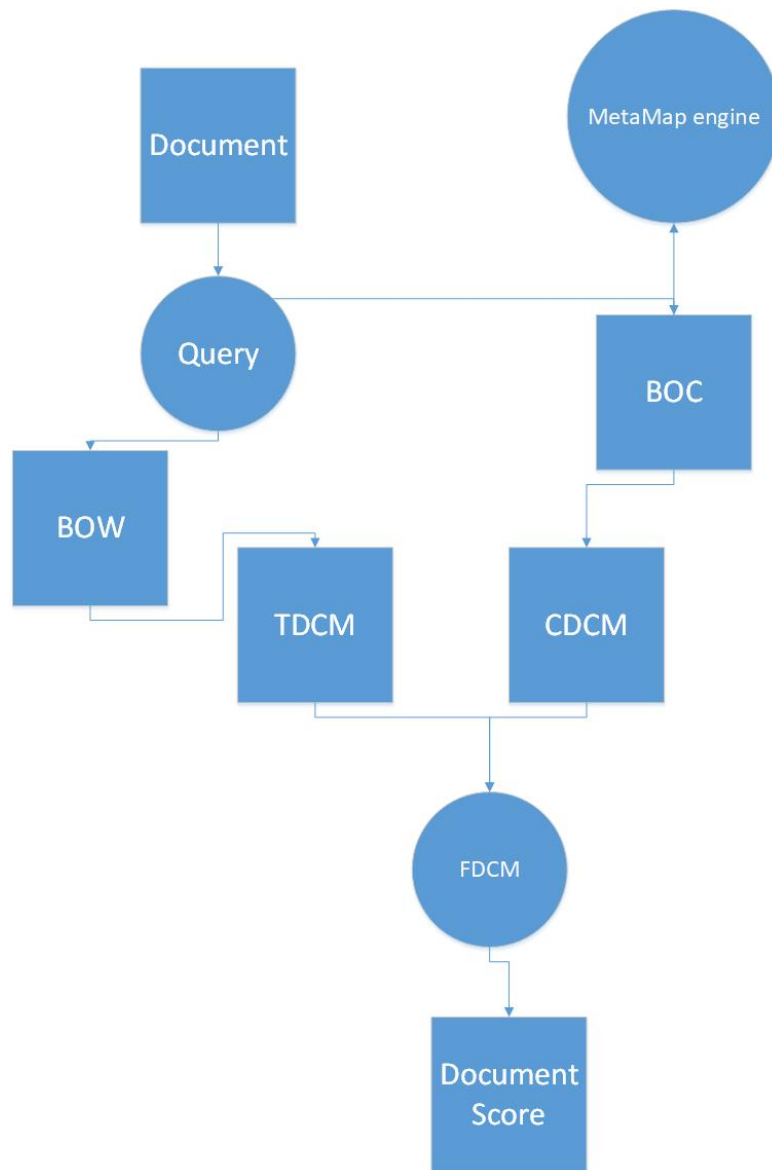 MetaMap engine
Document
Query
BOC
BOW
TDCM
CDCM
FDCM
Document
Score